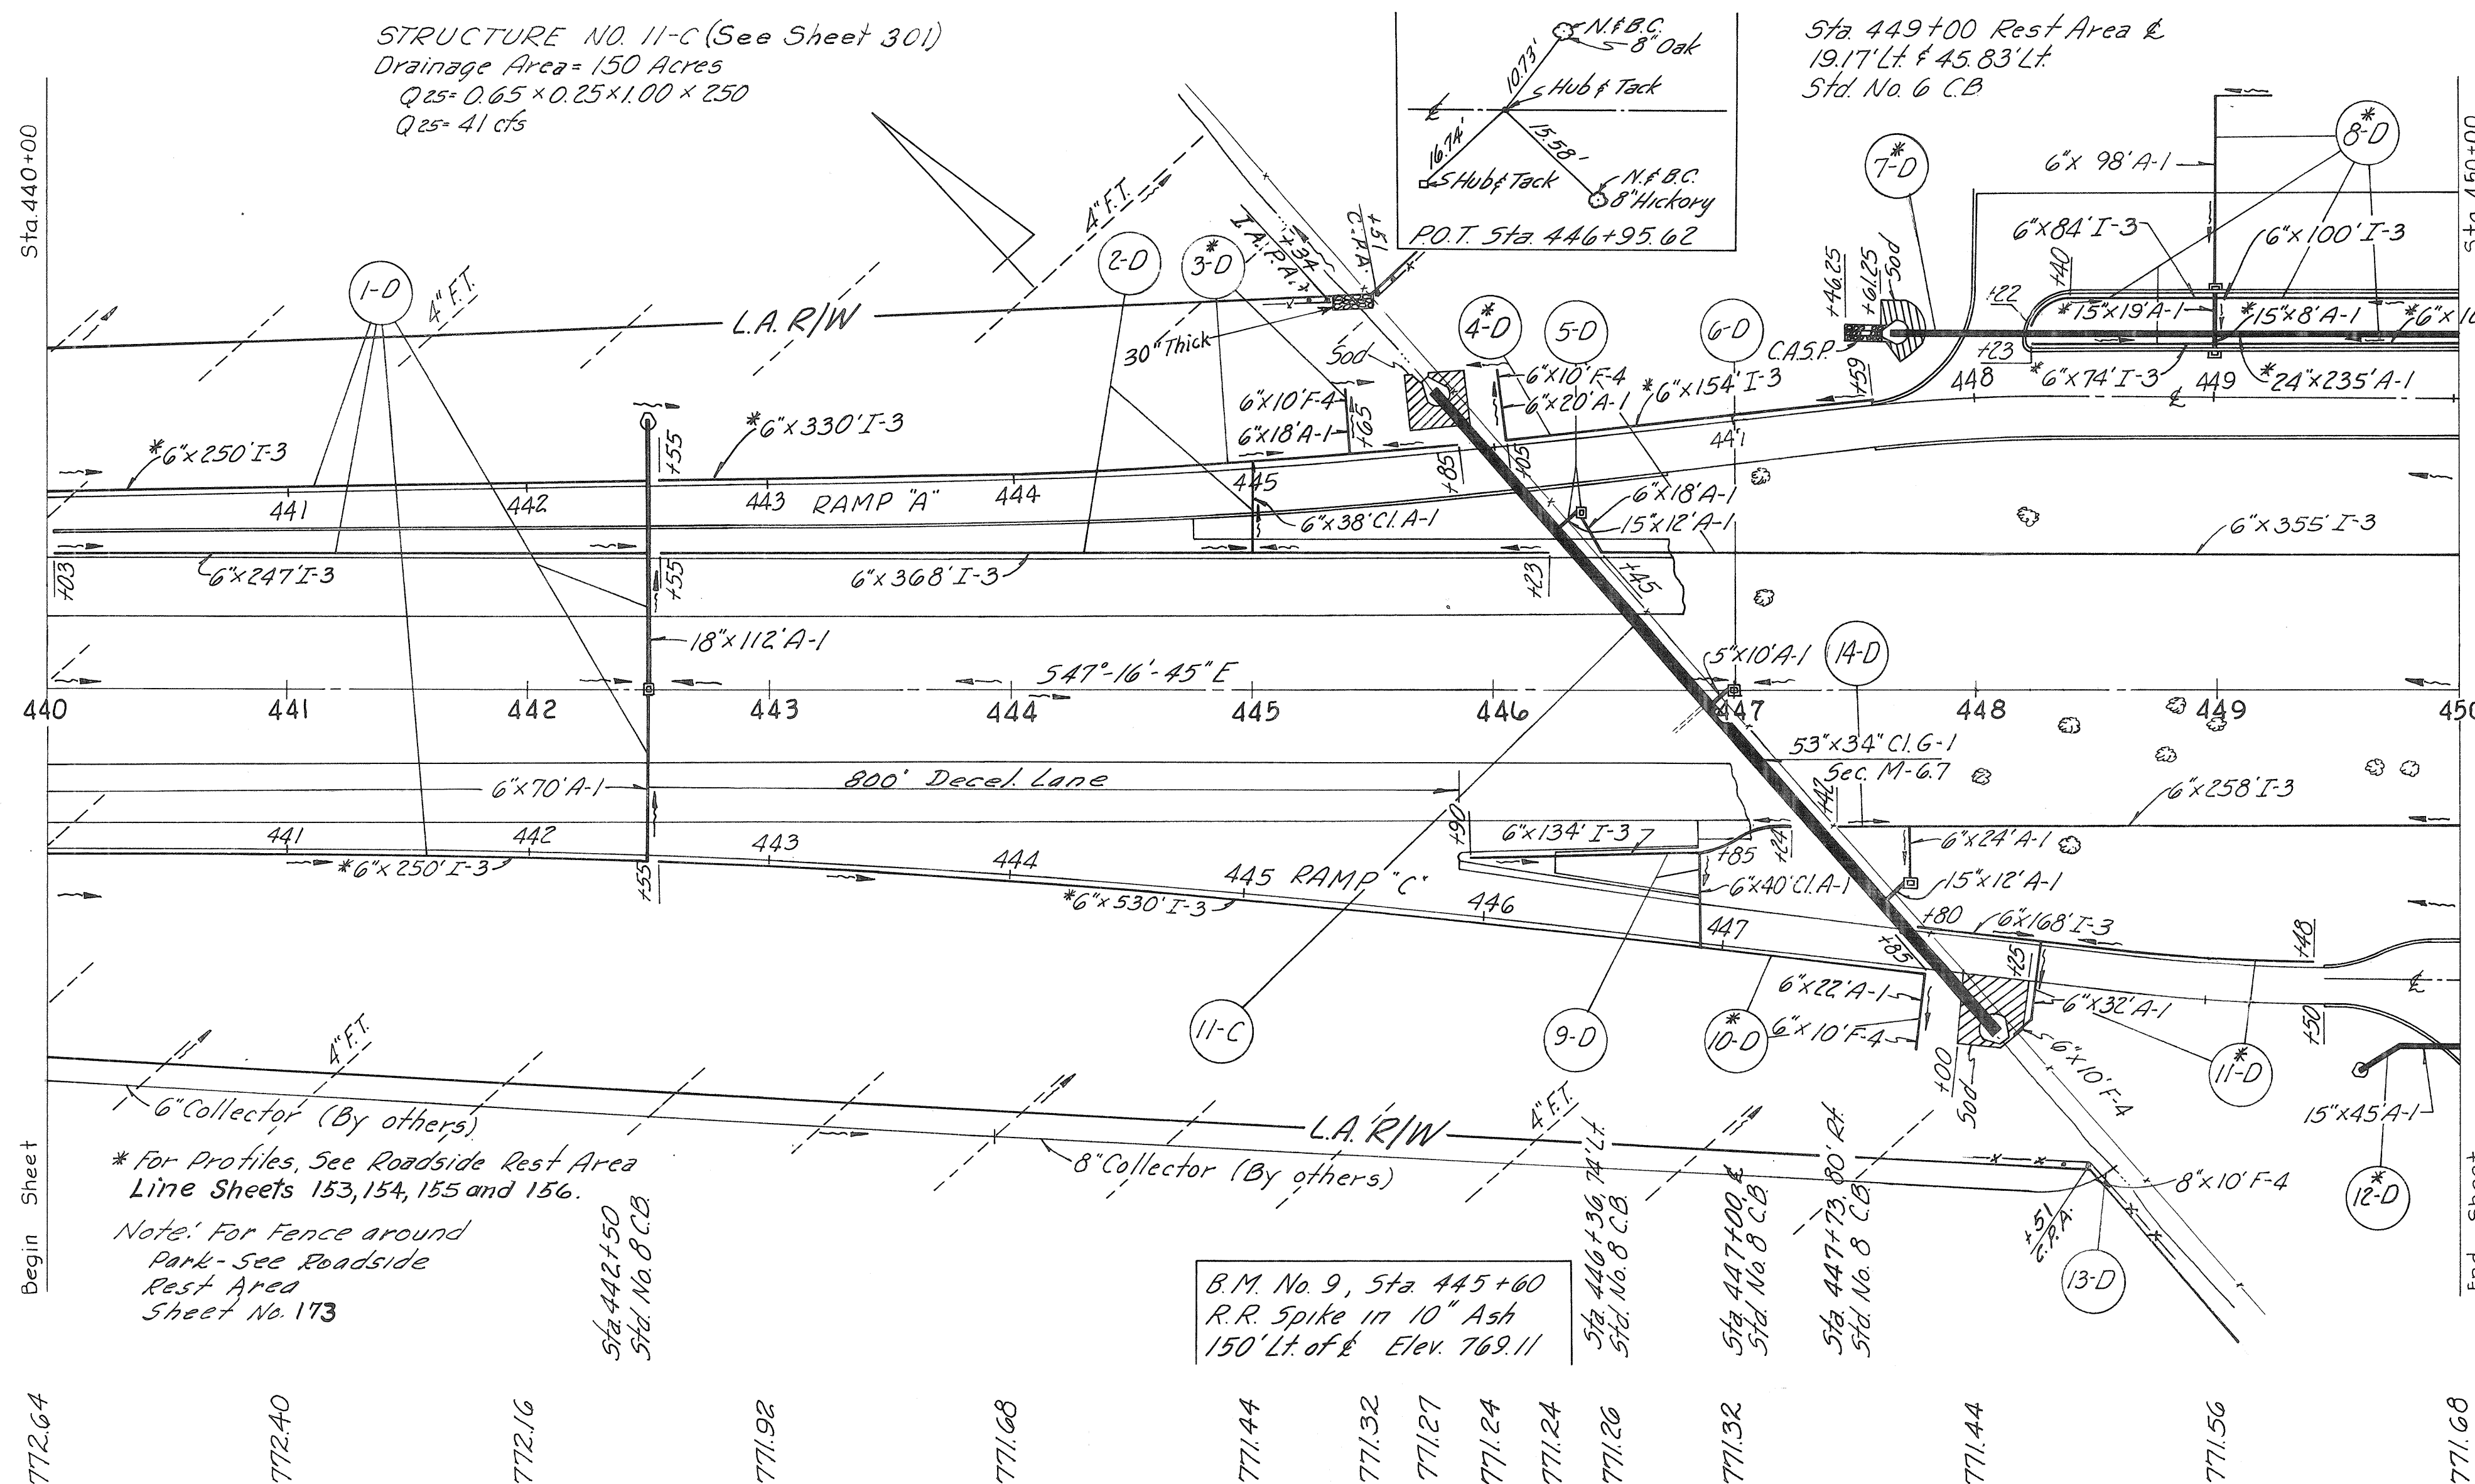 STRUCTURE NO. 11-C (See Sheet 301)
Drainage Area = 150 Acres
Q25= 0.65 x 0.25 x 1.00 x 250
Q25= 41 cfs
N.& B.C.
8" Oak
10.73'
Hub & Tack
℄
16.74'
15.58'
Hub & Tack
N.& B.C.
8" Hickory
P.O.T. Sta. 446+95.62
Sta. 449+00 Rest Area ℄
19.17' Lt. & 45.83' Lt.
Std. No. 6 C.B.
Sta. 440+00
Sta. 450+00
1-D
4" F.T.
4" F.T.
2-D
*
3-D
I.A.P.A.
+34
+51
C.P.A.
L.A. R/W
30" Thick
Sod
*
4-D
5-D
6-D
*
7-D
*
8-D
6" x 98' A-1
6" x 84' I-3
6" x 100' I-3
+46.25
+61.25
Sod
+40
+22
*15" x 19' A-1
*15" x 8' A-1
C.A.S.P.
+59
+23
448
*6" x 74' I-3
449
*24" x 235' A-1
℄
6" x 10' F-4
6" x 18' A-1
+65
6" x 10' F-4
6" x 20' A-1
*6" x 154' I-3
*6" x 250' I-3
+55
*6" x 330' I-3
+85
+05
441
441
442
443
RAMP "A"
444
445
6" x 38' Cl. A-1
6" x 18' A-1
15" x 12' A-1
6" x 355' I-3
+03
6" x 247' I-3
+55
6" x 368' I-3
+23
+45
18" x 112' A-1
S47°-16'-45" E
5" x 10' A-1
14-D
440
441
442
443
444
445
446
447
448
449
450
53" x 34" Cl. G-1
Sec. M-6.7
6" x 70' A-1
800' Decel. Lane
+42
6" x 258' I-3
+90
6" x 134' I-3
+24
6" x 24' A-1
441
442
443
444
445
RAMP "C"
446
447
+85
*6" x 250' I-3
+55
*6" x 530' I-3
6" x 40' Cl. A-1
15" x 12' A-1
+80
6" x 168' I-3
+85
+25
+48
℄
11-C
9-D
*
10-D
6" x 22' A-1
6" x 10' F-4
6" x 32' A-1
+50
+00
Sod
6" x 10' F-4
*
11-D
15" x 45' A-1
*
12-D
4" F.T.
6" Collector (By others)
L.A. R/W
4" F.T.
8" Collector (By others)
8" x 10' F-4
+51
C.P.A.
13-D
Begin Sheet
End Sheet
* For Profiles, See Roadside Rest Area
Line Sheets 153, 154, 155 and 156.
Note: For Fence around
Park - See Roadside
Rest Area
Sheet No. 173
Sta. 442+50
Std. No. 8 C.B.
B.M. No. 9, Sta. 445+60
R.R. Spike in 10" Ash
150' Lt. of ℄ Elev. 769.11
Sta. 446+36, 74' Lt.
Std. No. 8 C.B.
Sta. 447+00 ℄
Std. No. 8 C.B.
Sta. 447+73, 80' Rt.
Std. No. 8 C.B.
772.64
772.40
772.16
771.92
771.68
771.44
771.32
771.27
771.24
771.24
771.26
771.32
771.44
771.56
771.68